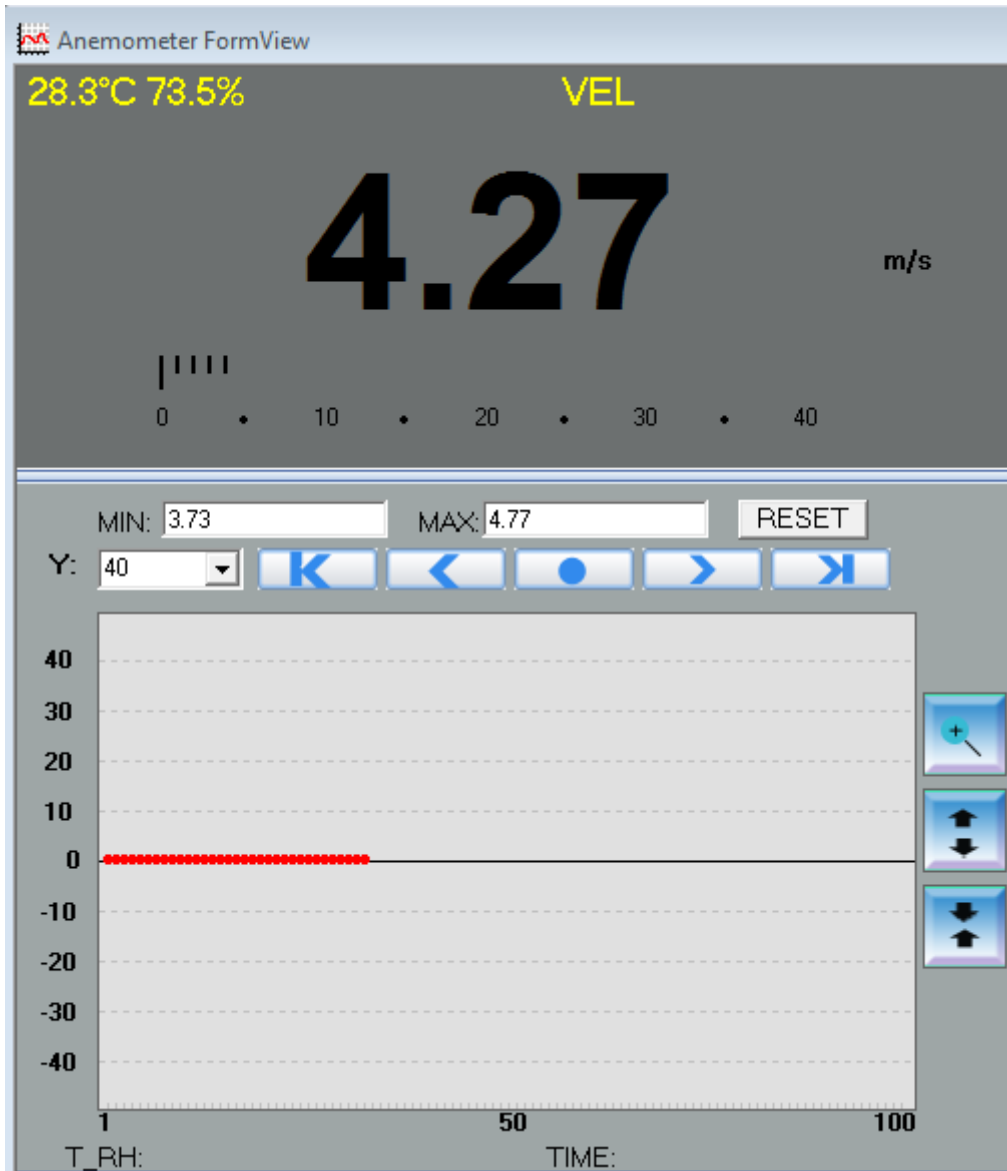 Anemometer FormView
28.3°C 73.5% VEL
4.27 m/s
0 • 10 • 20 • 30 • 40
MIN: 3.73 MAX: 4.77 RESET
Y: 40
40
30
20
10
0
-10
-20
-30
-40
1 50 100
T_RH: TIME: